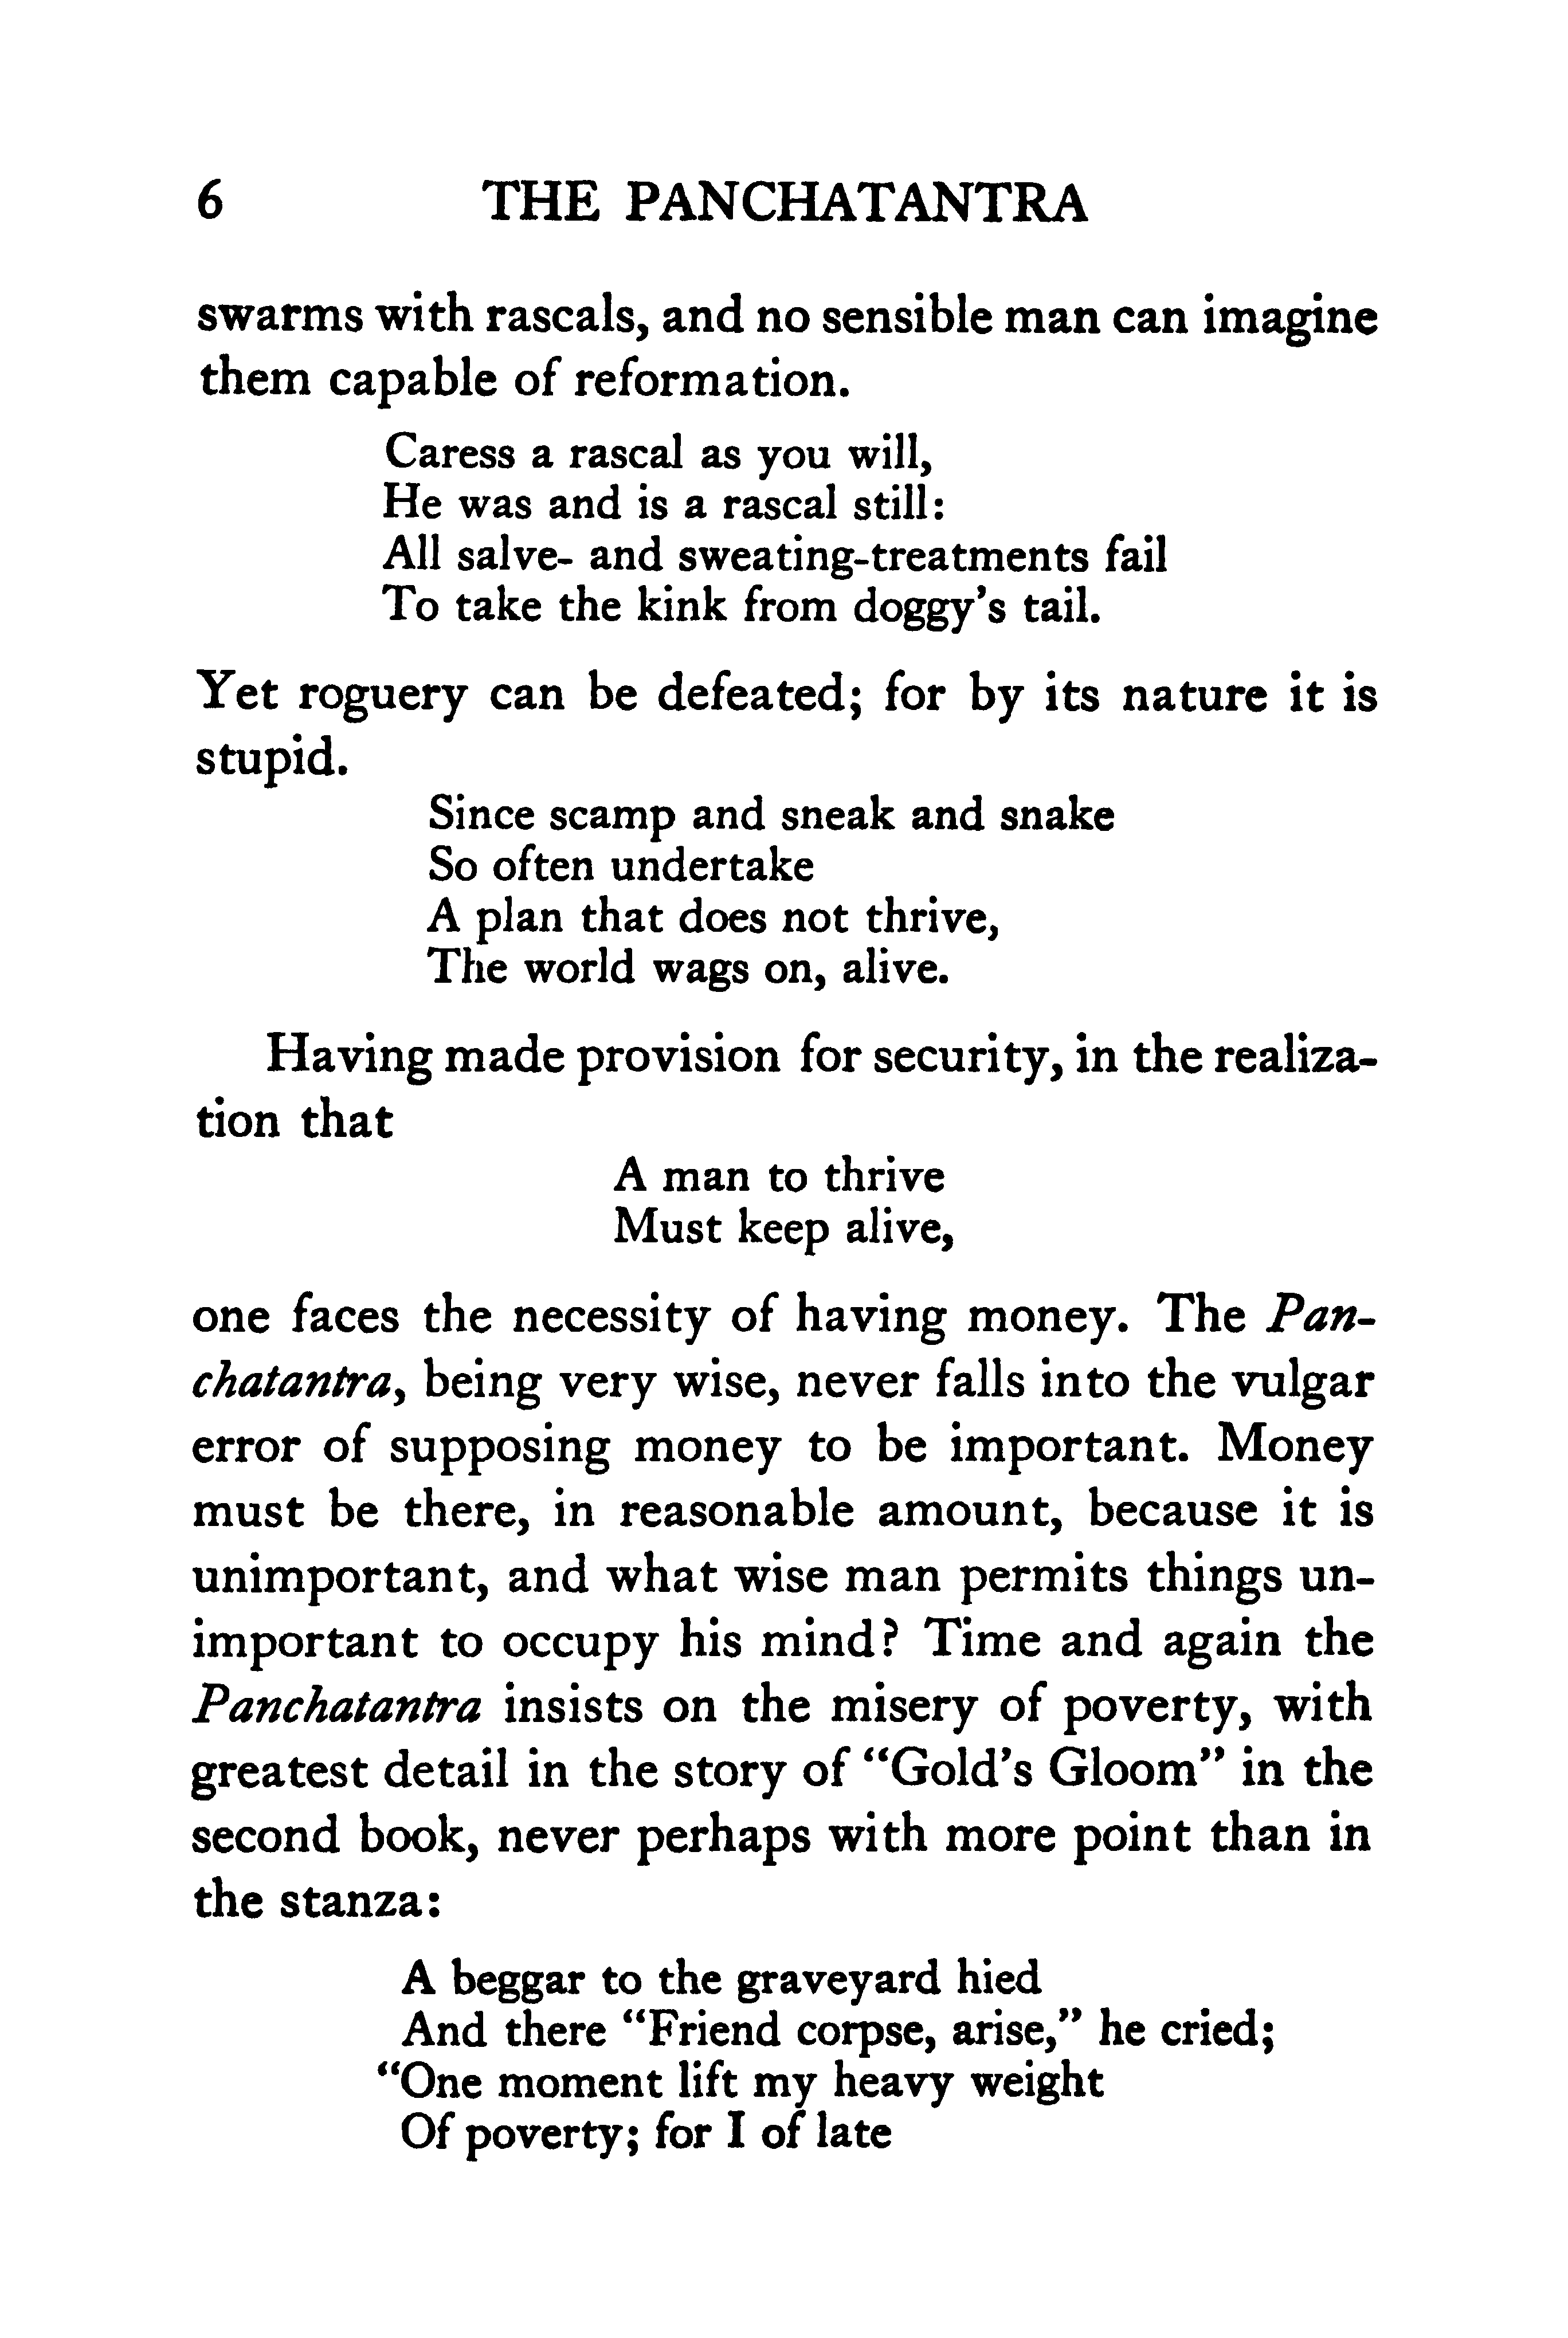 6 THE PANCHATANTRA
swarms with rascals, and no sensible man can imagine
them capable of reformation.
Caress a rascal as you will,
He was and is a rascal still:
All salve- and sweating-treatments fail
To take the kink from doggy's tail.
Yet roguery can be defeated; for by its nature it is
stupid.
Since scamp and sneak and snake
So often undertake
A plan that does not thrive,
The world wags on, alive.
Having made provision for security, in the realiza-
tion that
A man to thrive
Must keep alive,
one faces the necessity of having money. The Pan-
chatantra, being very wise, never falls into the vulgar
error of supposing money to be important. Money
must be there, in reasonable amount, because it is
unimportant, and what wise man permits things un-
important to occupy his mind? Time and again the
Panchatantra insists on the misery of poverty, with
greatest detail in the story of “Gold's Gloom” in the
second book, never perhaps with more point than in
the stanza:
A beggar to the graveyard hied
And there “Friend corpse, arise,” he cried;
“One moment lift my heavy weight
Of poverty; for I of late